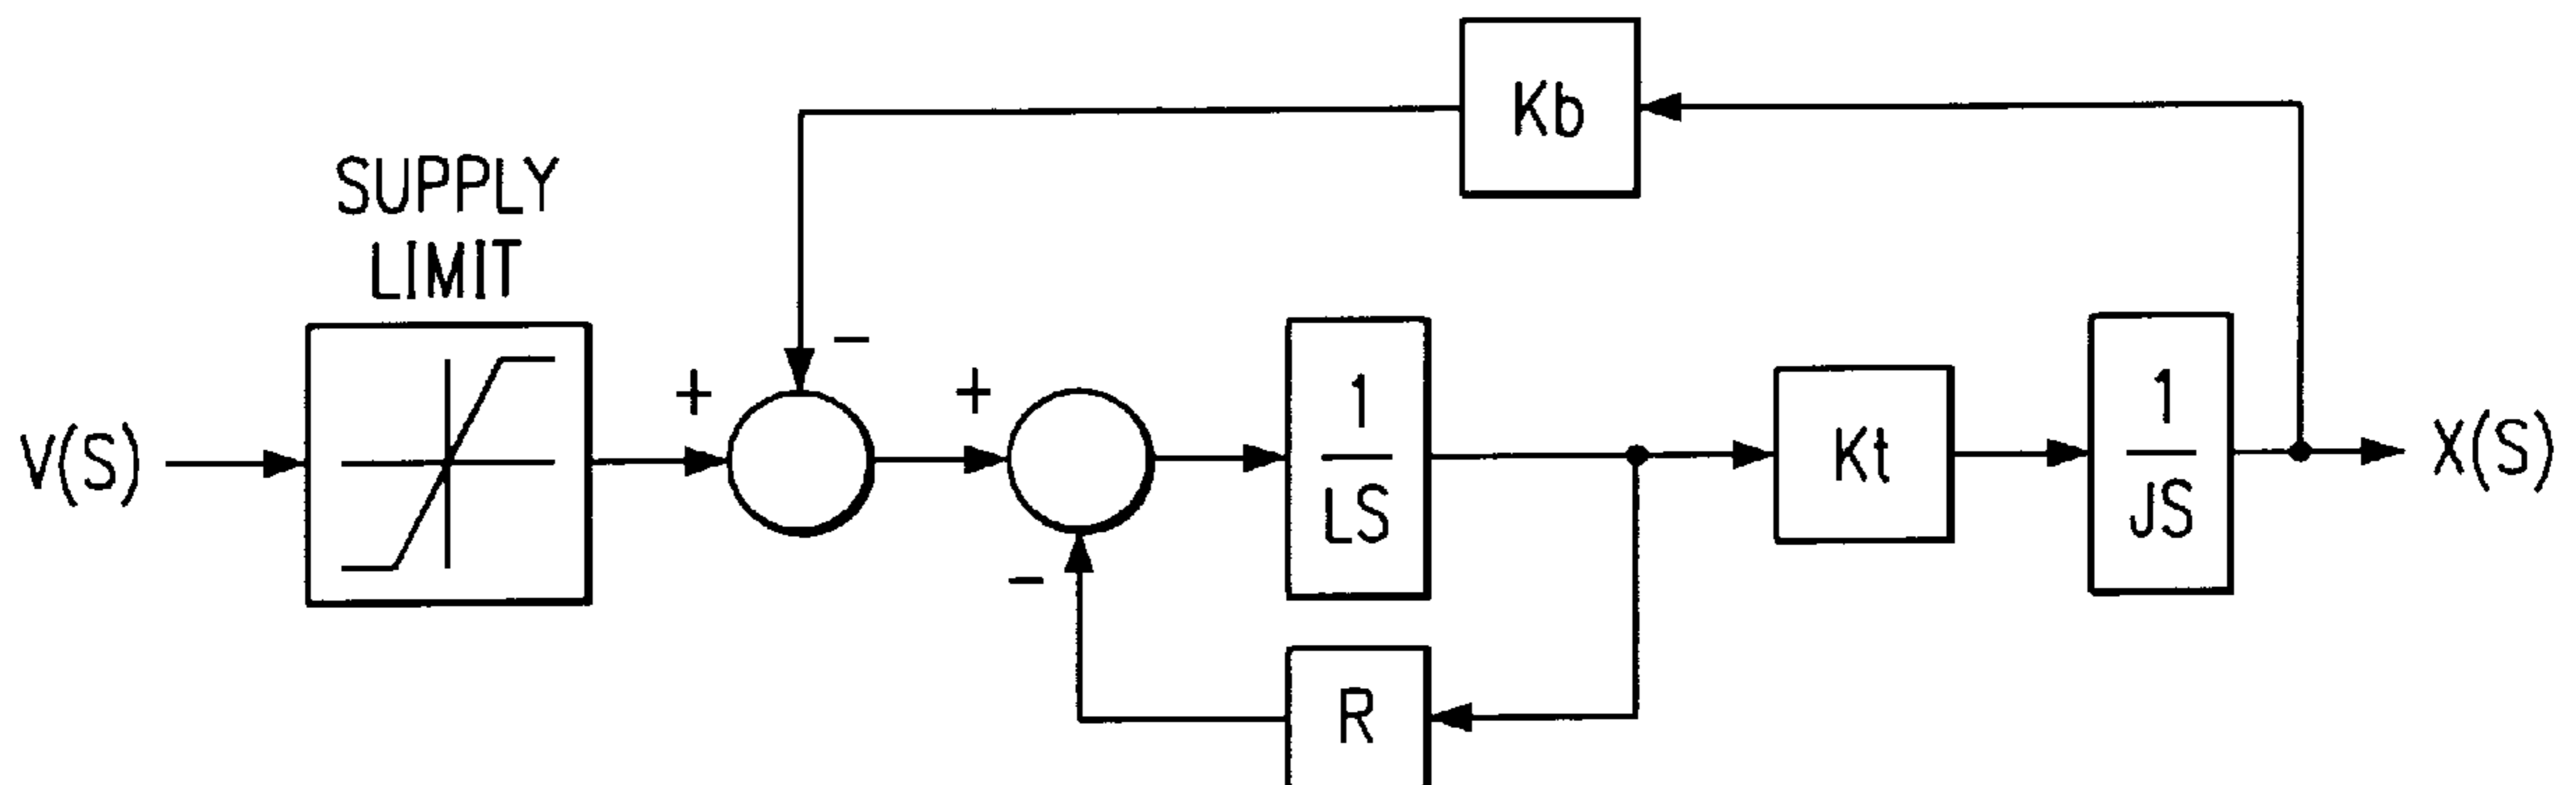 Kb
SUPPLY
LIMIT
V(S)
+
−
+
−
1
LS
Kt
1
JS
X(S)
R